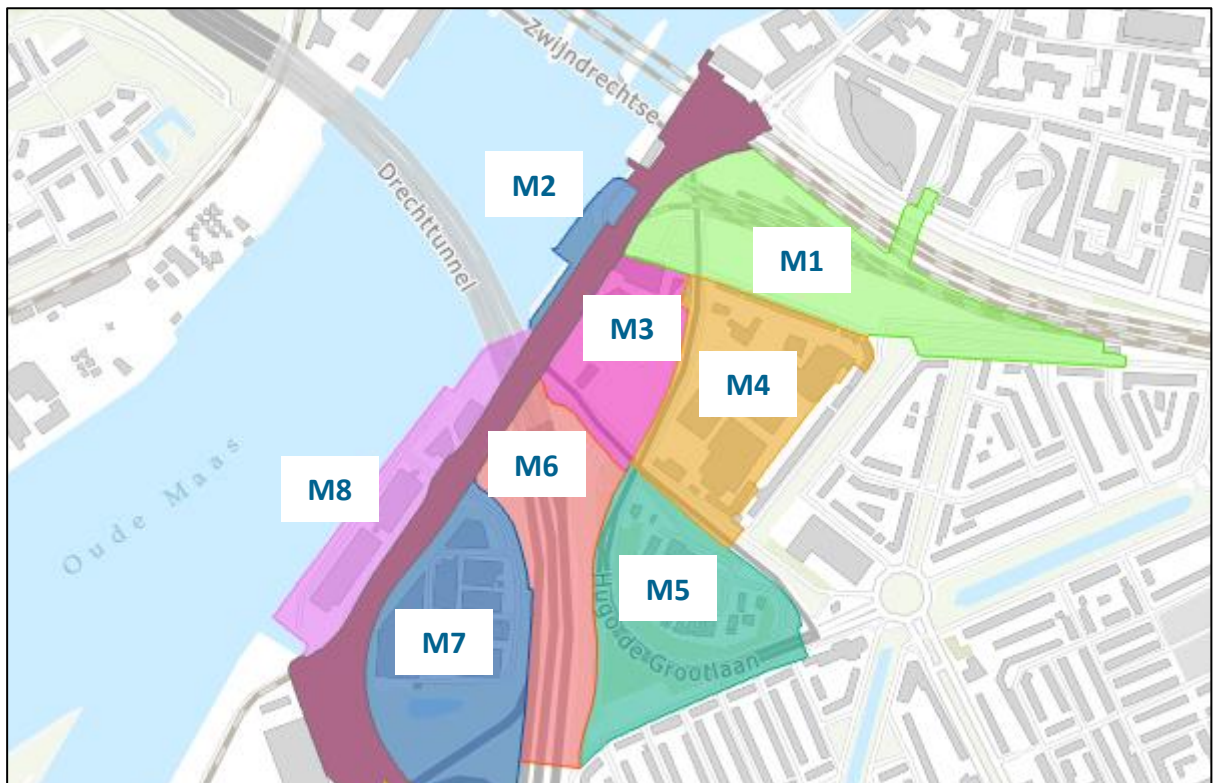 Zwijndrechtse
Drechttunnel
M2
M1
M3
M4
M6
M8
Oude Maas
M5
M7
Hugo de Grootlaan